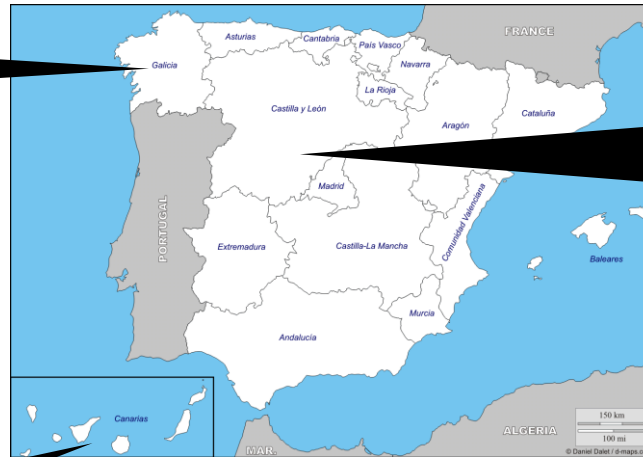 FRANCE
Asturias
Cantabria
País Vasco
Galicia
Navarra
La Rioja
Castilla y León
Aragón
Cataluña
Madrid
PORTUGAL
Comunidad Valenciana
Extremadura
Castilla-La Mancha
Baleares
Murcia
Andalucía
Canarias
150 km
100 mi
ALGERIA
MAR.
© Daniel Dalet / d-maps.c